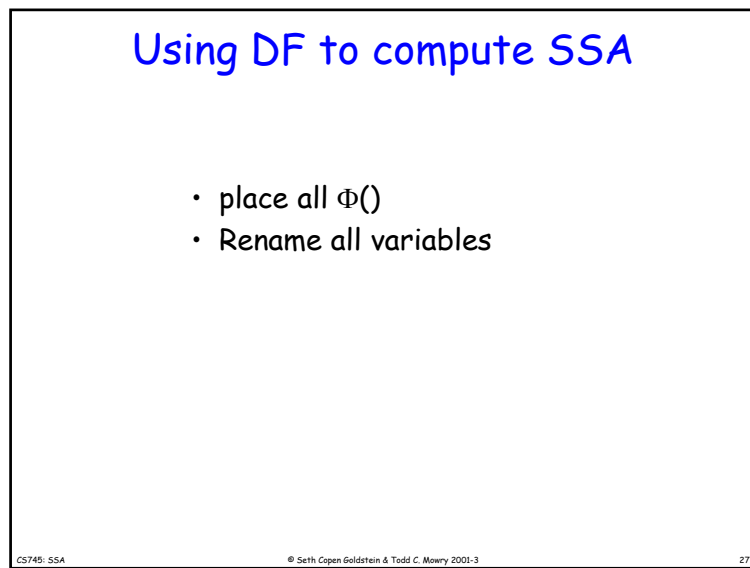 Using DF to compute SSA
• place all Φ()
• Rename all variables
CS745: SSA
© Seth Copen Goldstein & Todd C. Mowry 2001-3
27